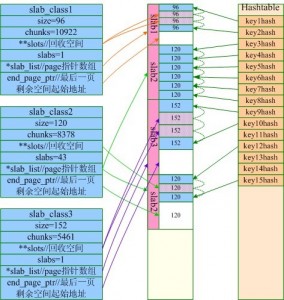 slab_class1
size=96
chunks=10922
**slots//回收空间
slabs=1
*slab_list//page指针数组
end_page_ptr//最后一页
剩余空间起始地址
slab_class2
size=120
chunks=8378
**slots//回收空间
slabs=43
*slab_list//page指针数组
end_page_ptr//最后一页
剩余空间起始地址
slab_class3
size=152
chunks=5461
**slots//回收空间
slabs=1
*slab_list//page指针数组
end_page_ptr//最后一页
剩余空间起始地址
slab1
slab2
slab3
slab2
96
96
96
96
120
120
120
120
120
120
152
152
152
152
120
120
120
120
Hashtable
key1hash
key2hash
key3hash
key4hash
key5hash
key6hash
key7hash
key8hash
key9hash
key10hash
key11hash
key12hash
key13hash
key14hash
key15hash